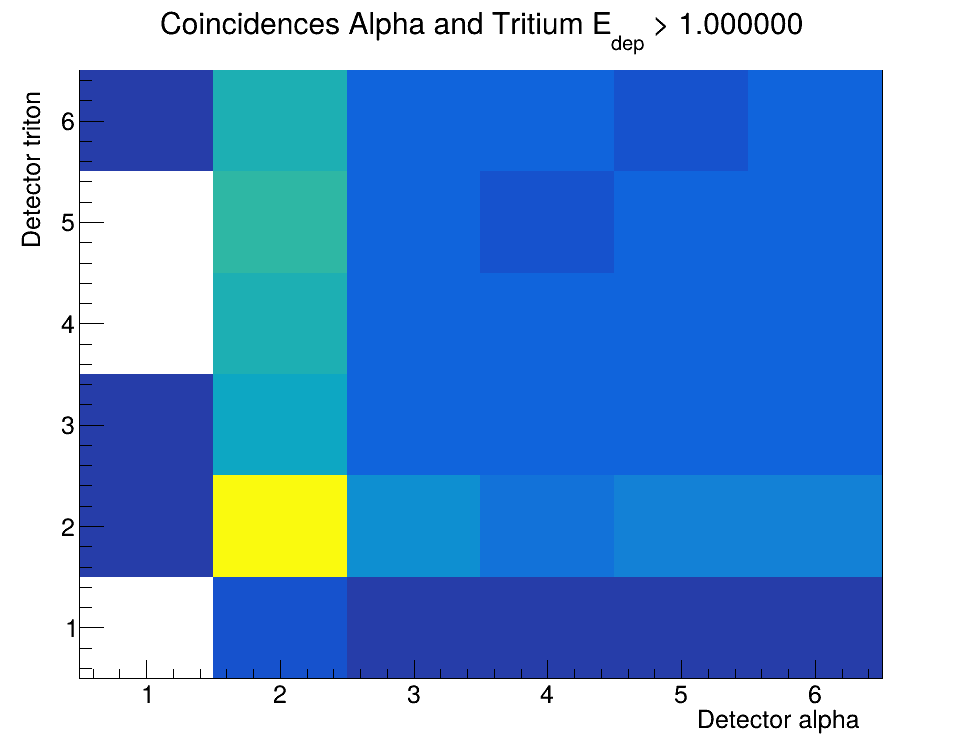 Coincidences Alpha and Tritium E_dep > 1.000000
Detector triton
6
5
4
3
2
1
1 2 3 4 5 6
Detector alpha